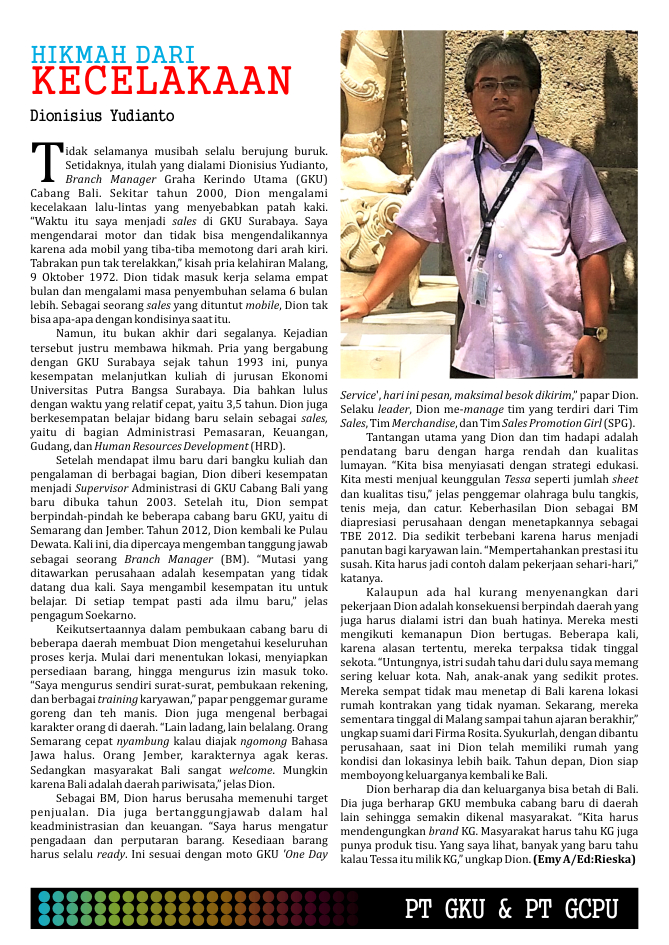 HIKMAH DARI
KECELAKAAN
Dionisius Yudianto
Tidak selamanya musibah selalu berujung buruk.
Setidaknya, itulah yang dialami Dionisius Yudianto,
Branch Manager Graha Kerindo Utama (GKU)
Cabang Bali. Sekitar tahun 2000, Dion mengalami
kecelakaan lalu-lintas yang menyebabkan patah kaki.
"Waktu itu saya menjadi sales di GKU Surabaya. Saya
mengendarai motor dan tidak bisa mengendalikannya
karena ada mobil yang tiba-tiba memotong dari arah kiri.
Tabrakan pun tak terelakkan," kisah pria kelahiran Malang,
9 Oktober 1972. Dion tidak masuk kerja selama empat
bulan dan mengalami masa penyembuhan selama 6 bulan
lebih. Sebagai seorang sales yang dituntut mobile, Dion tak
bisa apa-apa dengan kondisinya saat itu.
Namun, itu bukan akhir dari segalanya. Kejadian
tersebut justru membawa hikmah. Pria yang bergabung
dengan GKU Surabaya sejak tahun 1993 ini, punya
kesempatan melanjutkan kuliah di jurusan Ekonomi
Universitas Putra Bangsa Surabaya. Dia bahkan lulus
dengan waktu yang relatif cepat, yaitu 3,5 tahun. Dion juga
berkesempatan belajar bidang baru selain sebagai sales,
yaitu di bagian Administrasi Pemasaran, Keuangan,
Gudang, dan Human Resources Development (HRD).
Setelah mendapat ilmu baru dari bangku kuliah dan
pengalaman di berbagai bagian, Dion diberi kesempatan
menjadi Supervisor Administrasi di GKU Cabang Bali yang
baru dibuka tahun 2003. Setelah itu, Dion sempat
berpindah-pindah ke beberapa cabang baru GKU, yaitu di
Semarang dan Jember. Tahun 2012, Dion kembali ke Pulau
Dewata. Kali ini, dia dipercaya mengemban tanggung jawab
sebagai seorang Branch Manager (BM). "Mutasi yang
ditawarkan perusahaan adalah kesempatan yang tidak
datang dua kali. Saya mengambil kesempatan itu untuk
belajar. Di setiap tempat pasti ada ilmu baru," jelas
pengagum Soekarno.
Keikutsertaannya dalam pembukaan cabang baru di
beberapa daerah membuat Dion mengetahui keseluruhan
proses kerja. Mulai dari menentukan lokasi, menyiapkan
persediaan barang, hingga mengurus izin masuk toko.
"Saya mengurus sendiri surat-surat, pembukaan rekening,
dan berbagai training karyawan," papar penggemar gurame
goreng dan teh manis. Dion juga mengenal berbagai
karakter orang di daerah. "Lain ladang, lain belalang. Orang
Semarang cepat nyambung kalau diajak ngomong Bahasa
Jawa halus. Orang Jember, karakternya agak keras.
Sedangkan masyarakat Bali sangat welcome. Mungkin
karena Bali adalah daerah pariwisata," jelas Dion.
Sebagai BM, Dion harus berusaha memenuhi target
penjualan. Dia juga bertanggungjawab dalam hal
keadministrasian dan keuangan. "Saya harus mengatur
pengadaan dan perputaran barang. Kesediaan barang
harus selalu ready. Ini sesuai dengan moto GKU 'One Day
Service', hari ini pesan, maksimal besok dikirim," papar Dion.
Selaku leader, Dion me-manage tim yang terdiri dari Tim
Sales, Tim Merchandise, dan Tim Sales Promotion Girl (SPG).
Tantangan utama yang Dion dan tim hadapi adalah
pendatang baru dengan harga rendah dan kualitas
lumayan. "Kita bisa menyiasati dengan strategi edukasi.
Kita mesti menjual keunggulan Tessa seperti jumlah sheet
dan kualitas tisu," jelas penggemar olahraga bulu tangkis,
tenis meja, dan catur. Keberhasilan Dion sebagai BM
diapresiasi perusahaan dengan menetapkannya sebagai
TBE 2012. Dia sedikit terbebani karena harus menjadi
panutan bagi karyawan lain. "Mempertahankan prestasi itu
susah. Kita harus jadi contoh dalam pekerjaan sehari-hari,"
katanya.
Kalaupun ada hal kurang menyenangkan dari
pekerjaan Dion adalah konsekuensi berpindah daerah yang
juga harus dialami istri dan buah hatinya. Mereka mesti
mengikuti kemanapun Dion bertugas. Beberapa kali,
karena alasan tertentu, mereka terpaksa tidak tinggal
sekota. "Untungnya, istri sudah tahu dari dulu saya memang
sering keluar kota. Nah, anak-anak yang sedikit protes.
Mereka sempat tidak mau menetap di Bali karena lokasi
rumah kontrakan yang tidak nyaman. Sekarang, mereka
sementara tinggal di Malang sampai tahun ajaran berakhir,"
ungkap suami dari Firma Rosita. Syukurlah, dengan dibantu
perusahaan, saat ini Dion telah memiliki rumah yang
kondisi dan lokasinya lebih baik. Tahun depan, Dion siap
memboyong keluarganya kembali ke Bali.
Dion berharap dia dan keluarganya bisa betah di Bali.
Dia juga berharap GKU membuka cabang baru di daerah
lain sehingga semakin dikenal masyarakat. "Kita harus
mendengungkan brand KG. Masyarakat harus tahu KG juga
punya produk tisu. Yang saya lihat, banyak yang baru tahu
kalau Tessa itu milik KG," ungkap Dion. (Emy A/Ed:Rieska)
PT GKU & PT GCPU